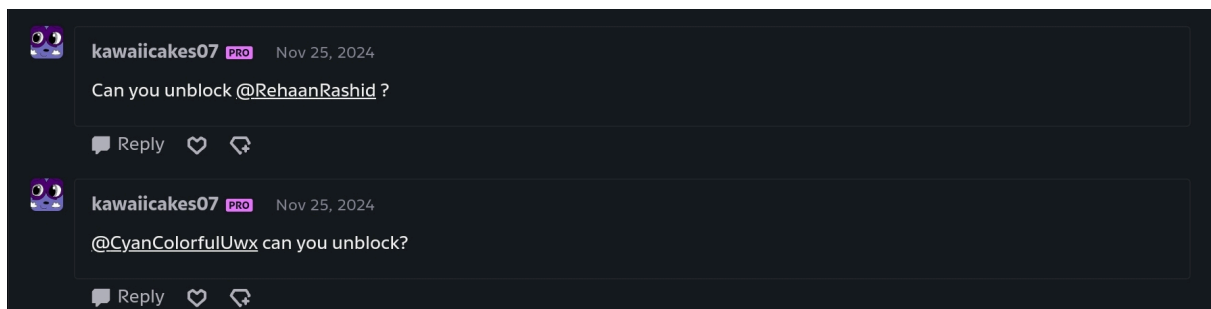 kawaiicakes07 PRO Nov 25, 2024
Can you unblock @RehaanRashid ?
Reply
kawaiicakes07 PRO Nov 25, 2024
@CyanColorfulUwx can you unblock?
Reply